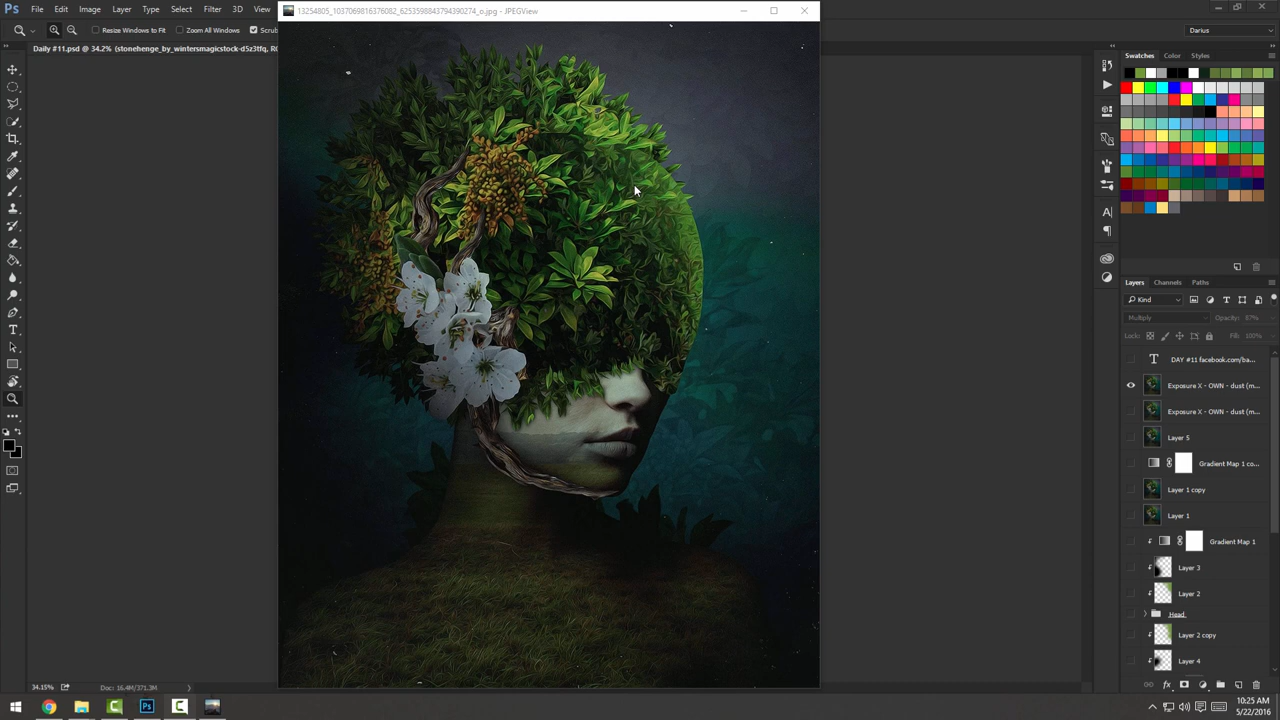 13254805_1037069816376082_6253598843794390274_o.jpg - JPEGView
Ps File Edit Image Layer Type Select Filter 3D View
Resize Windows to Fit Zoom All Windows
Darius
Daily #11.psd @ 34.2% (stonehenge_by_wintersmagicstock-d5z3tfq,
Swatches Color Styles
Layers Channels Paths
Kind
Multiply Opacity: 87%
Lock: Fill: 100%
T DAY #11 facebook.com/ba...
Exposure X - OWN - dust (m...
Exposure X - OWN - dust (m...
Layer 5
Gradient Map 1 co...
Layer 1 copy
Layer 1
Gradient Map 1
Layer 3
Layer 2
Head
Layer 2 copy
Layer 4
fx
34.15% Doc: 16.4M/371.3M
Ps
10:25 AM
5/22/2016